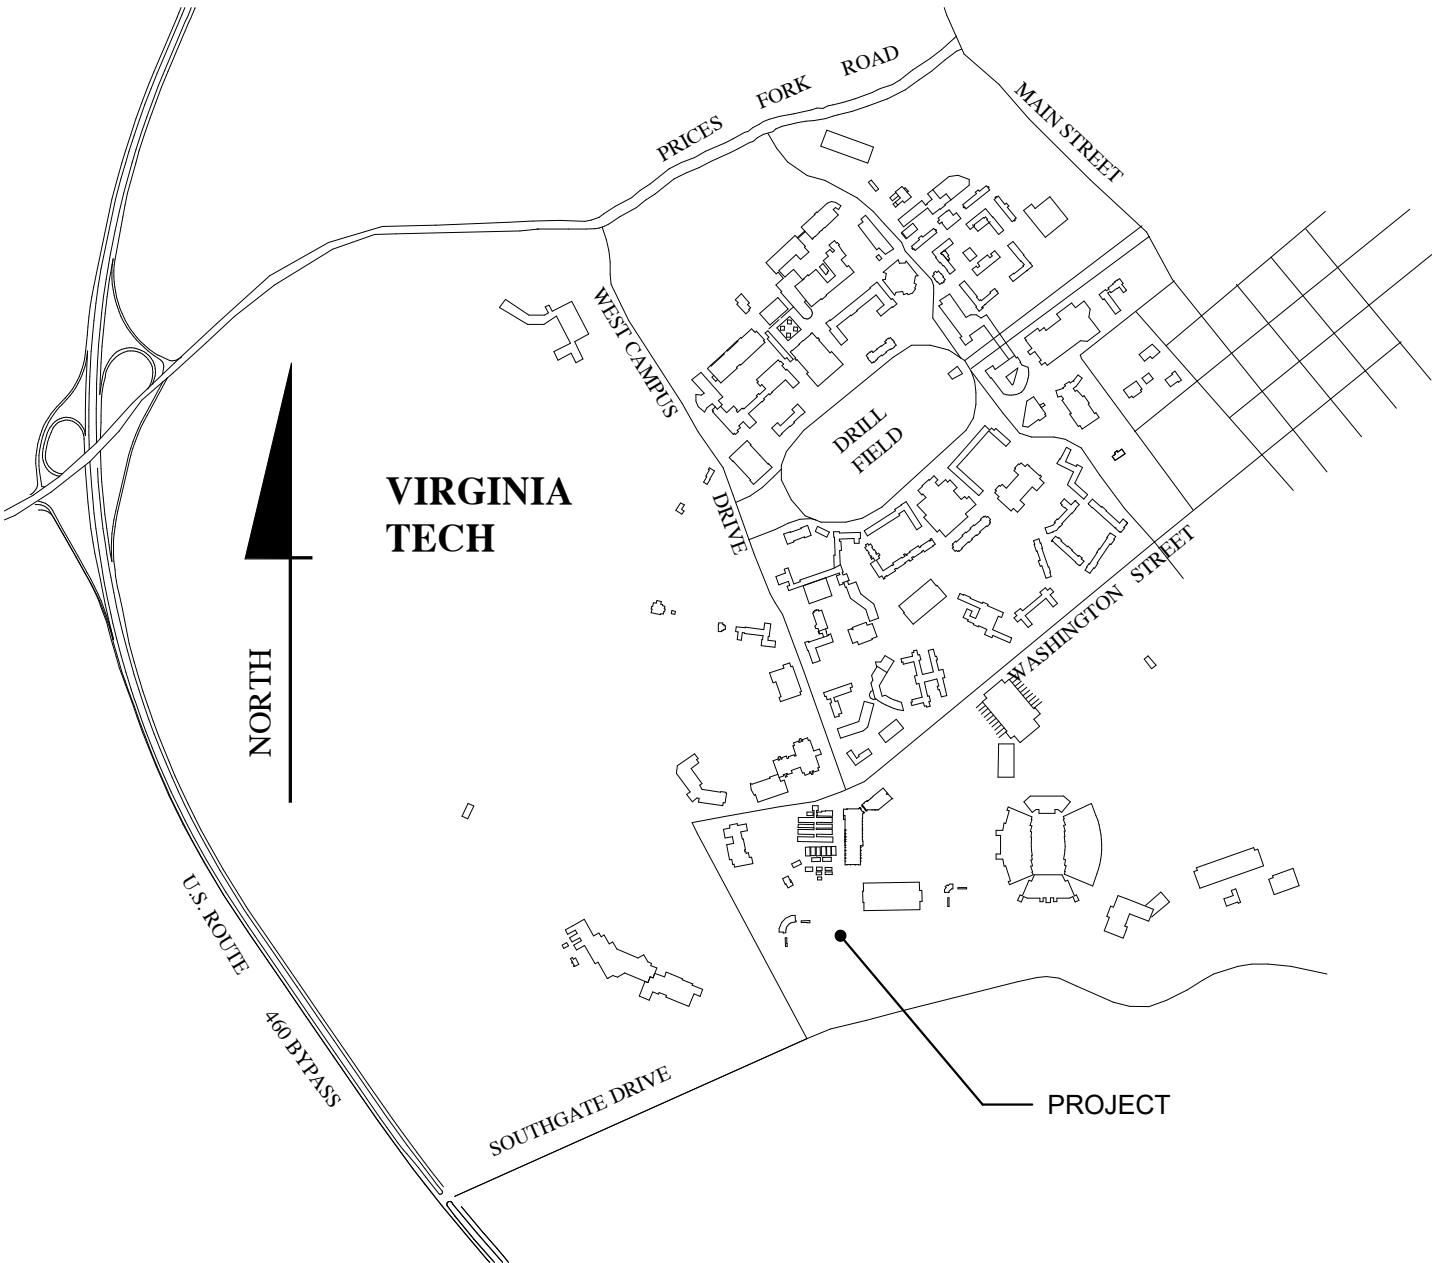 PRICES FORK ROAD
MAIN STREET
WEST CAMPUS DRIVE
DRILL
FIELD
VIRGINIA
TECH
NORTH
WASHINGTON STREET
U.S. ROUTE 460 BYPASS
SOUTHGATE DRIVE
PROJECT